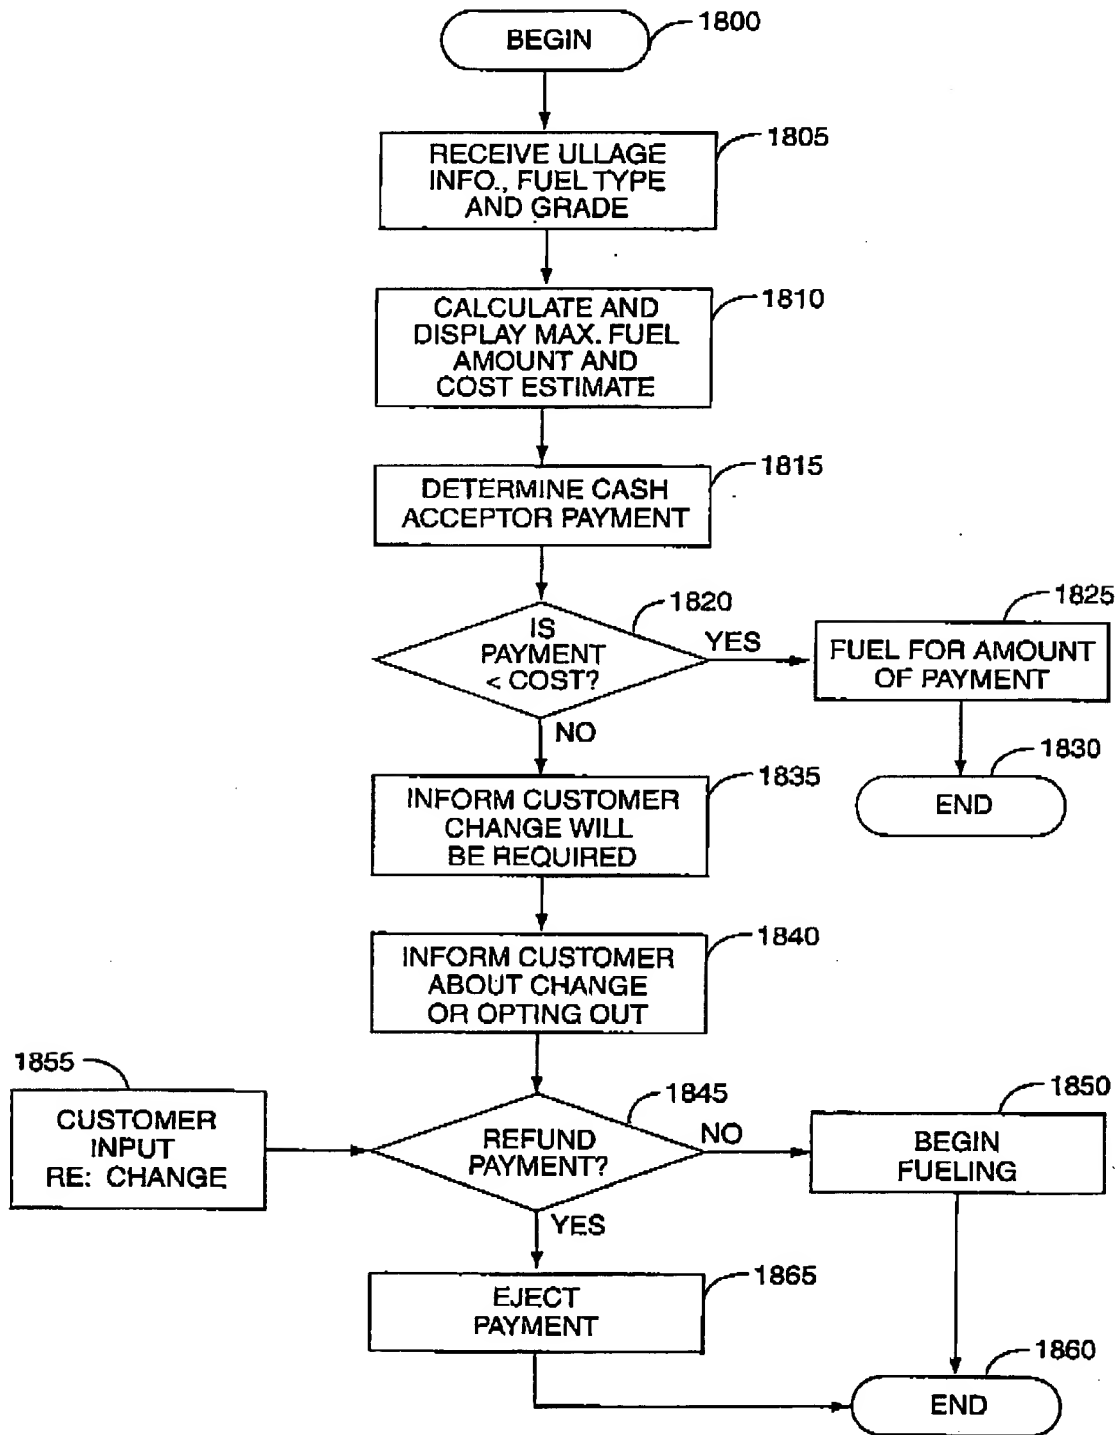 BEGIN
1800
1805
RECEIVE ULLAGE
INFO., FUEL TYPE
AND GRADE
1810
CALCULATE AND
DISPLAY MAX. FUEL
AMOUNT AND
COST ESTIMATE
1815
DETERMINE CASH
ACCEPTOR PAYMENT
1820
IS
PAYMENT
< COST?
YES
1825
FUEL FOR AMOUNT
OF PAYMENT
NO
1830
END
1835
INFORM CUSTOMER
CHANGE WILL
BE REQUIRED
1840
INFORM CUSTOMER
ABOUT CHANGE
OR OPTING OUT
1855
CUSTOMER
INPUT
RE: CHANGE
1845
REFUND
PAYMENT?
NO
1850
BEGIN
FUELING
YES
1865
EJECT
PAYMENT
1860
END